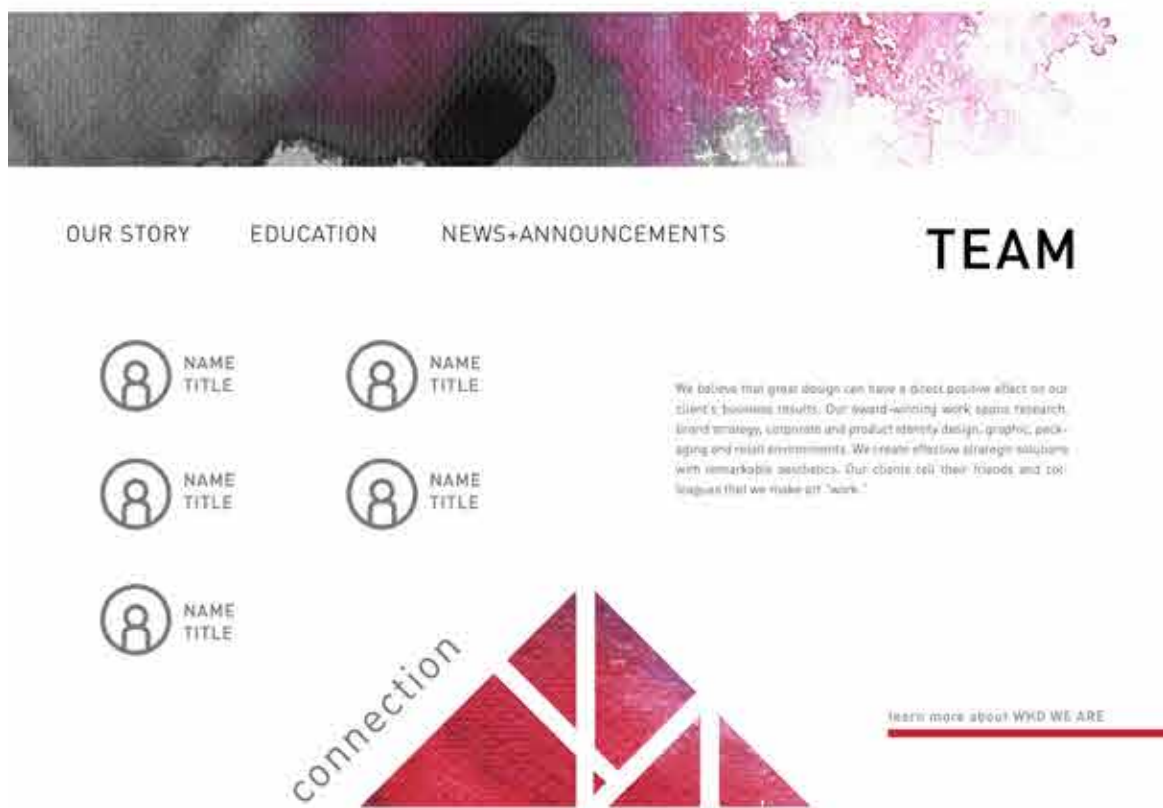 OUR STORY EDUCATION NEWS+ANNOUNCEMENTS
TEAM
NAME
TITLE
NAME
TITLE
NAME
TITLE
NAME
TITLE
NAME
TITLE
We believe that great design can have a direct positive effect on our
client's business results. Our award-winning work spans research,
brand strategy, corporate and product identity design, graphic, pack-
aging and retail environments. We create effective strategic solutions
with remarkable aesthetics. Our clients tell their friends and col-
leagues that we make art "work."
connection
learn more about WHO WE ARE